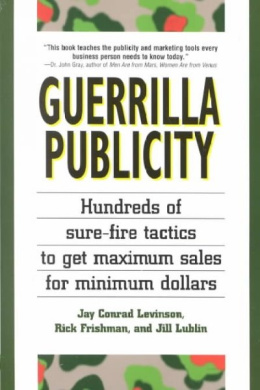 "This book teaches the publicity and marketing tools every
business person needs to know today."
—Dr. John Gray, author of Men Are from Mars, Women Are from Venus
GUERRILLA
PUBLICITY
Hundreds of
sure-fire tactics
to get maximum sales
for minimum dollars
Jay Conrad Levinson,
Rick Frishman, and Jill Lublin